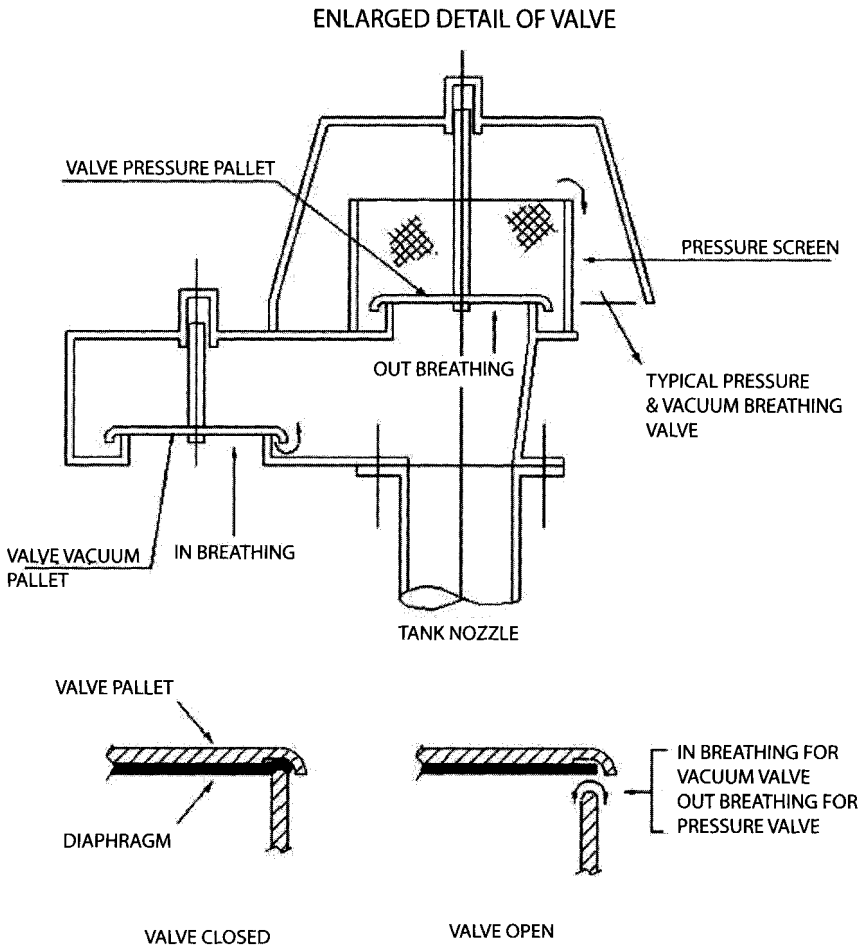 ENLARGED DETAIL OF VALVE
VALVE PRESSURE PALLET
PRESSURE SCREEN
OUT BREATHING
TYPICAL PRESSURE
& VACUUM BREATHING
VALVE
VALVE VACUUM
PALLET
IN BREATHING
TANK NOZZLE
VALVE PALLET
DIAPHRAGM
IN BREATHING FOR
VACUUM VALVE
OUT BREATHING FOR
PRESSURE VALVE
VALVE CLOSED
VALVE OPEN